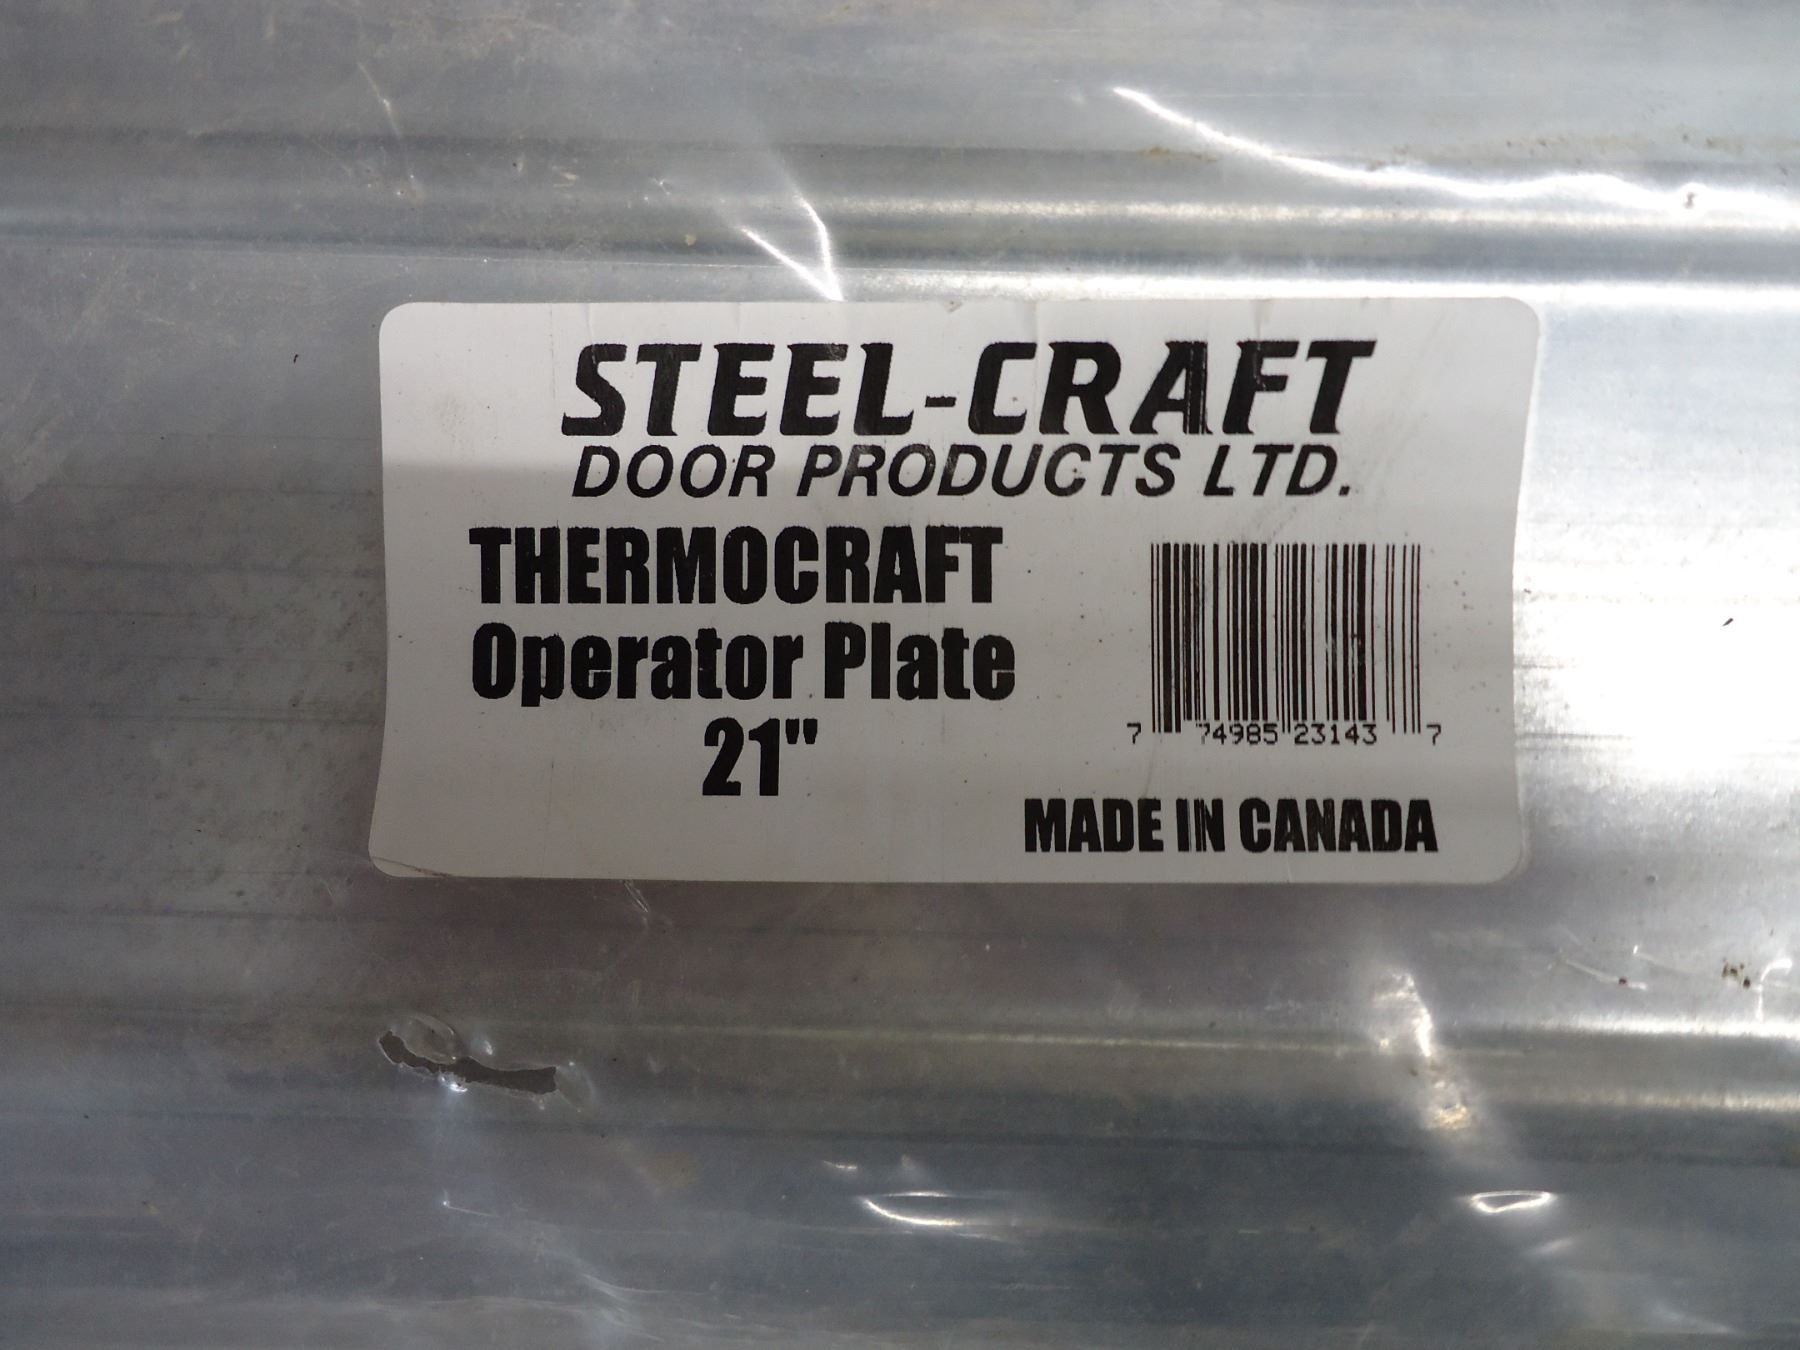 STEEL-CRAFT
DOOR PRODUCTS LTD.
THERMOCRAFT
Operator Plate
21"
7 74985 23143 7
MADE IN CANADA